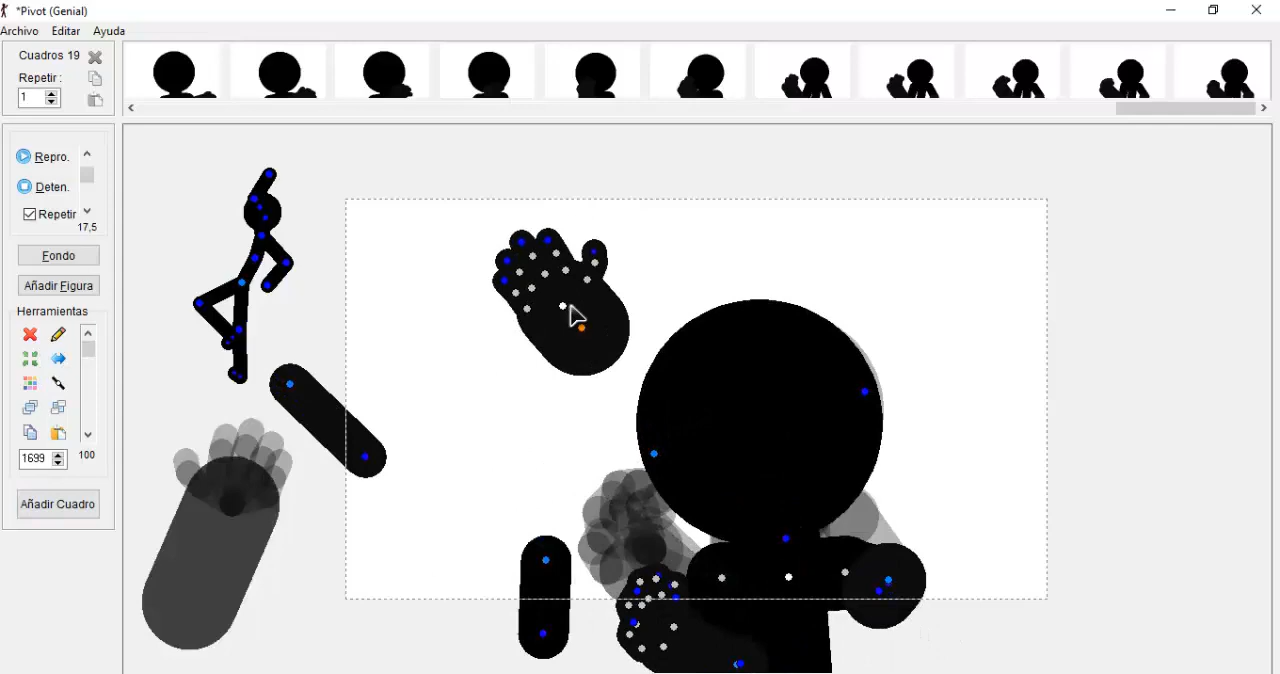 *Pivot (Genial)
Archivo Editar Ayuda
Cuadros 19
Repetir :
1
Repro.
Deten.
Repetir
17,5
Fondo
Añadir Figura
Herramientas
1699
100
Añadir Cuadro